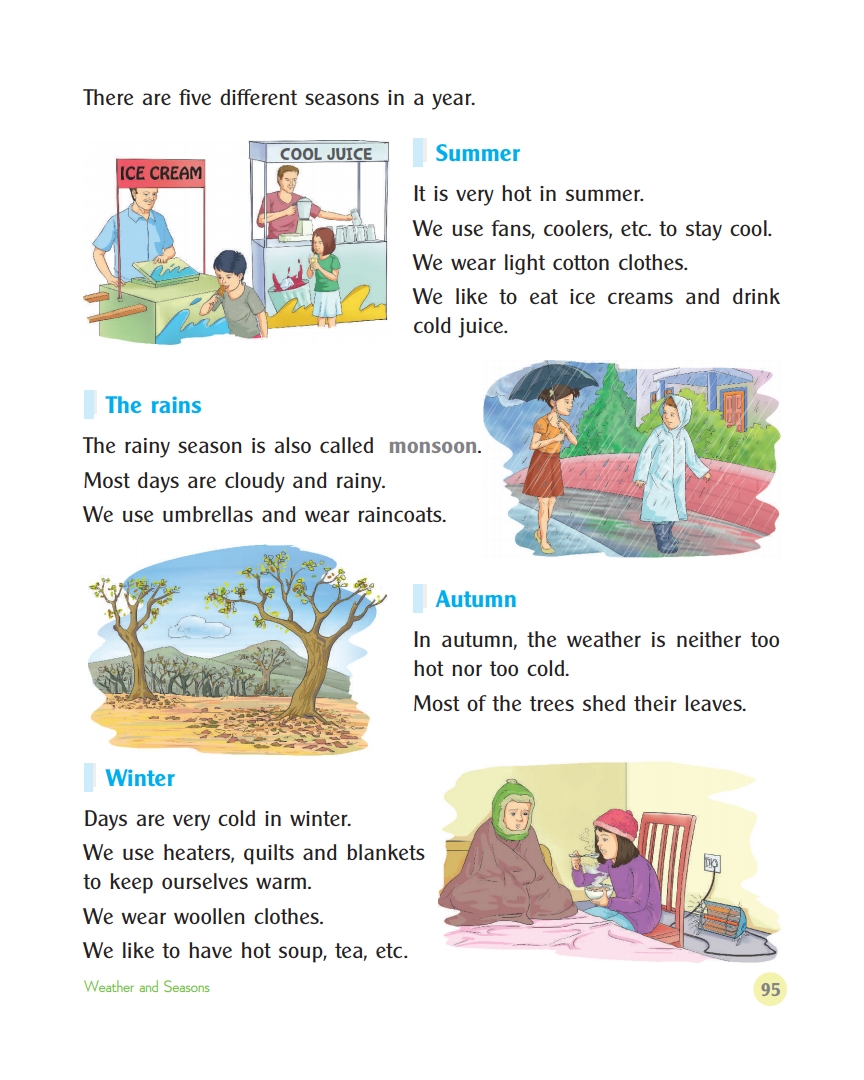 There are five different seasons in a year.
ICE CREAM
COOL JUICE
Summer
It is very hot in summer.
We use fans, coolers, etc. to stay cool.
We wear light cotton clothes.
We like to eat ice creams and drink
cold juice.
The rains
The rainy season is also called monsoon.
Most days are cloudy and rainy.
We use umbrellas and wear raincoats.
Autumn
In autumn, the weather is neither too
hot nor too cold.
Most of the trees shed their leaves.
Winter
Days are very cold in winter.
We use heaters, quilts and blankets
to keep ourselves warm.
We wear woollen clothes.
We like to have hot soup, tea, etc.
Weather and Seasons
95